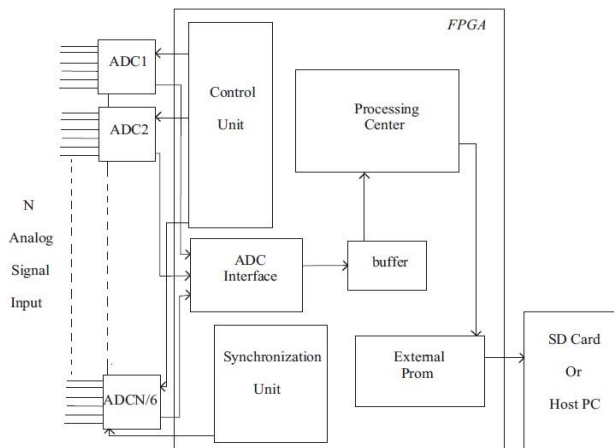 FPGA
ADC1
ADC2
Control
Unit
Processing
Center
N
Analog
Signal
Input
ADC
Interface
buffer
ADCN/6
Synchronization
Unit
External
Prom
SD Card
Or
Host PC